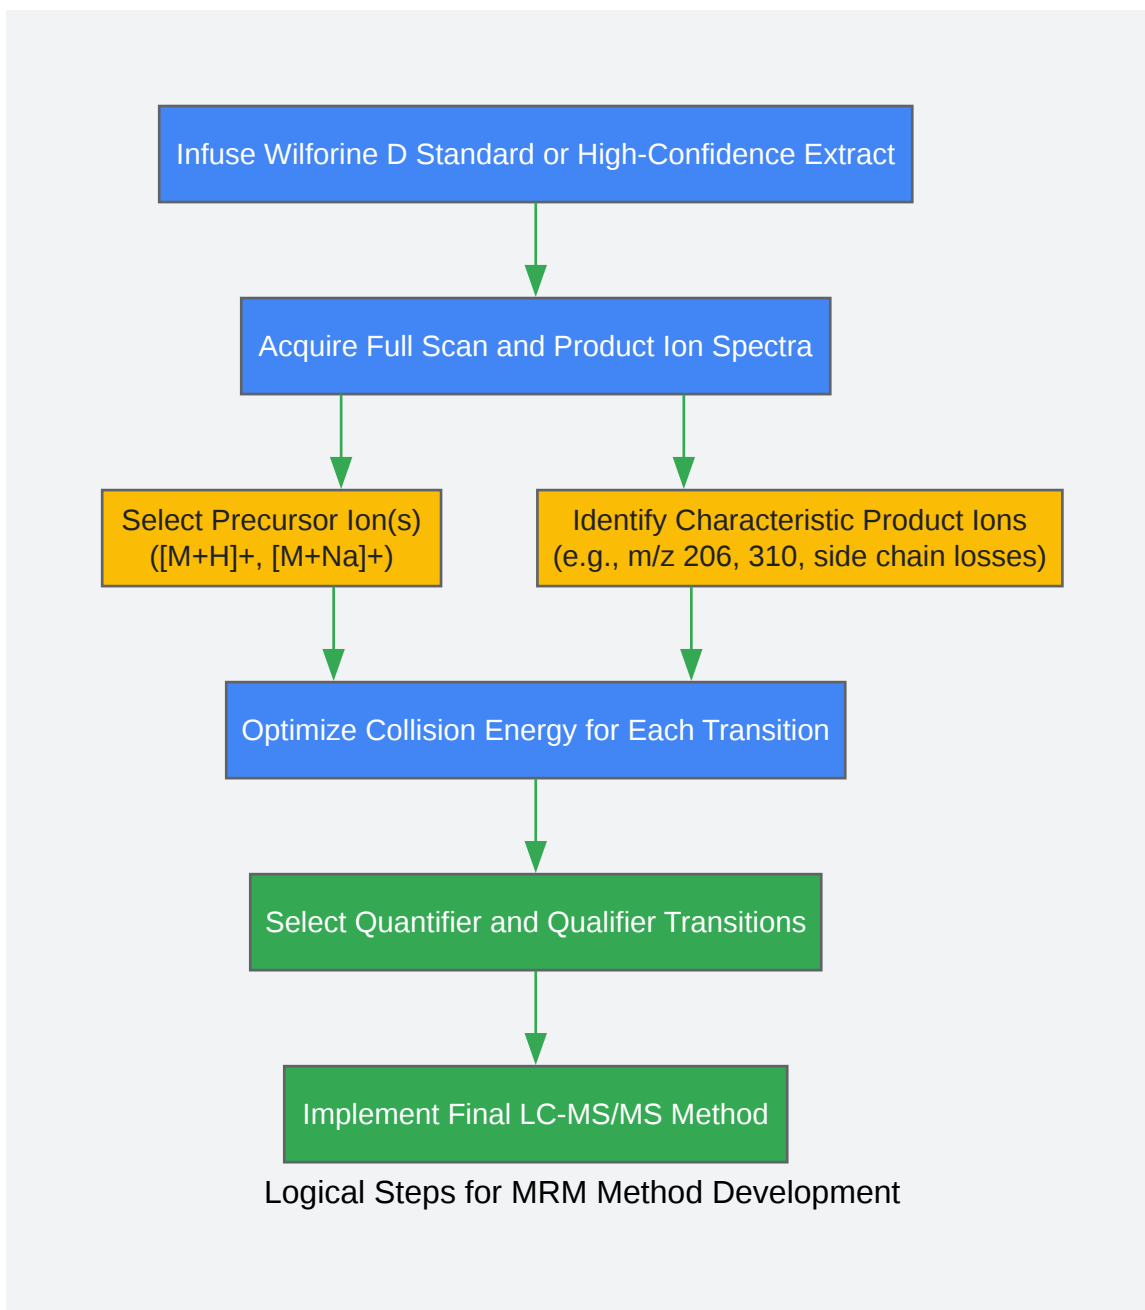 Infuse Wilforine D Standard or High-Confidence Extract
Acquire Full Scan and Product Ion Spectra
Select Precursor Ion(s)
([M+H]+, [M+Na]+)
Identify Characteristic Product Ions
(e.g., m/z 206, 310, side chain losses)
Optimize Collision Energy for Each Transition
Select Quantifier and Qualifier Transitions
Implement Final LC-MS/MS Method
Logical Steps for MRM Method Development